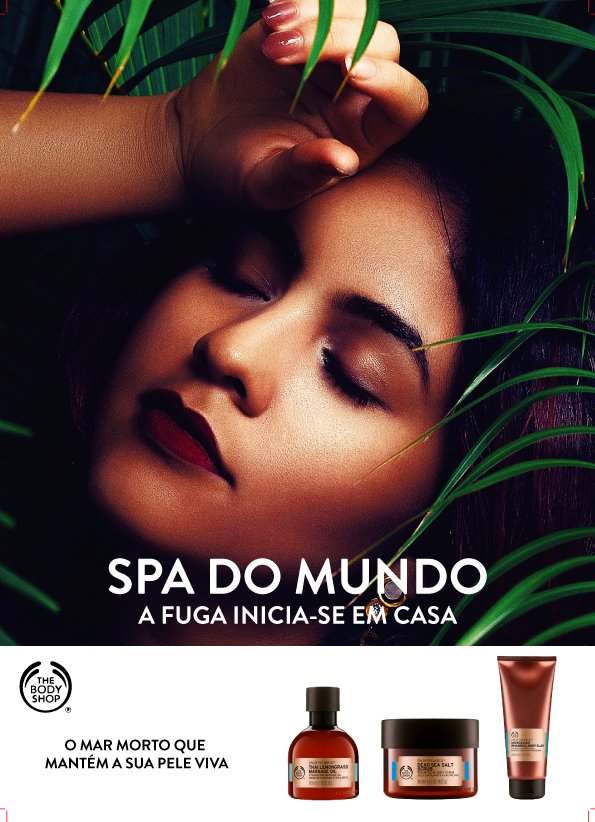 SPA DO MUNDO
A FUGA INICIA-SE EM CASA
THE
BODY
SHOP
O MAR MORTO QUE
MANTÉM A SUA PELE VIVA
THAI LEMONGRASS
MASSAGE OIL
DEAD SEA SALT
SCRUB